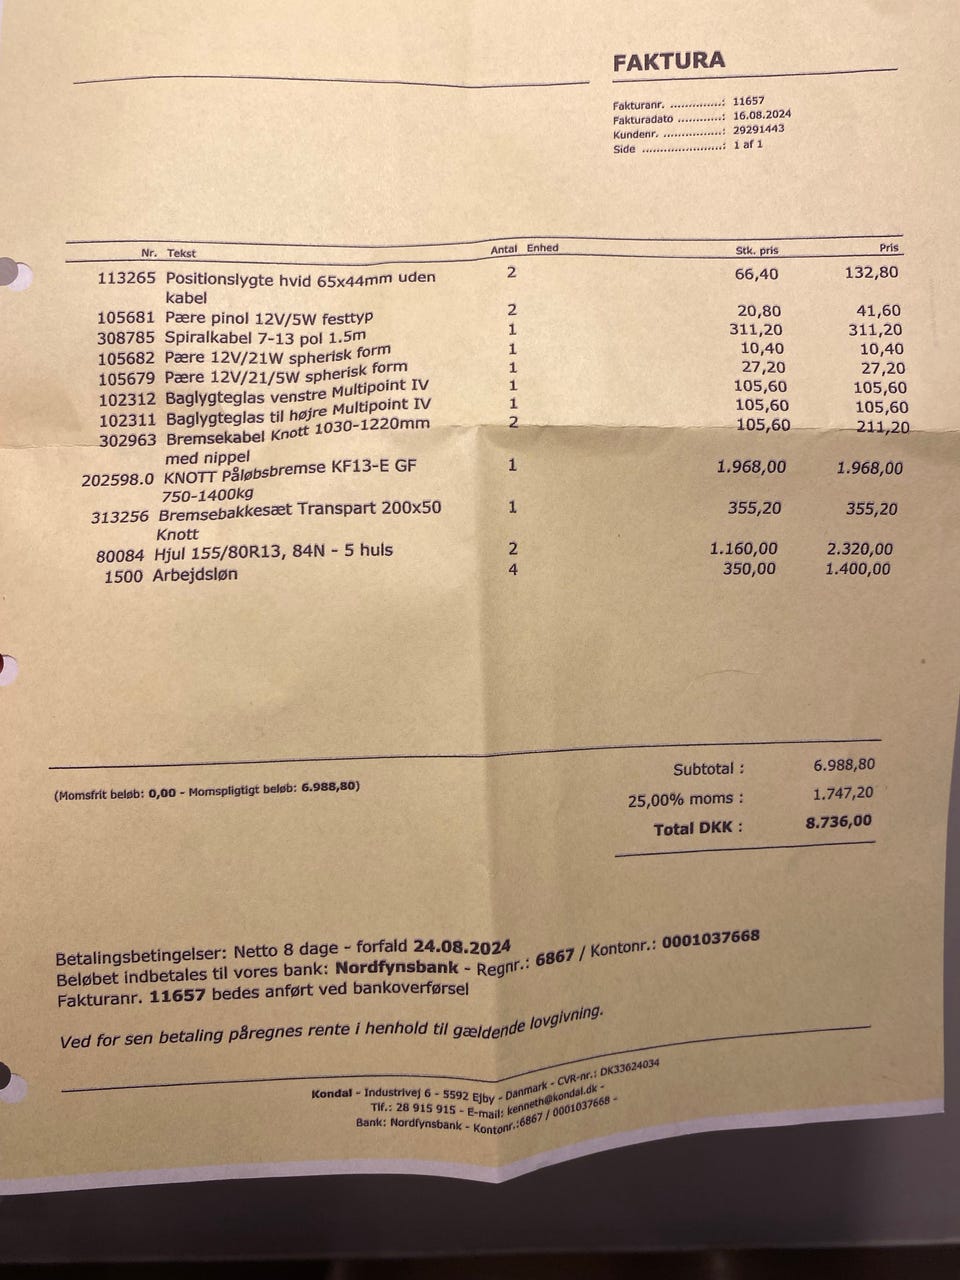 FAKTURA
Fakturanr. ..............: 11657
Fakturadato ............: 16.08.2024
Kundenr. ................: 29291443
Side ......................: 1 af 1
Nr. Tekst Antal Enhed Stk. pris Pris
113265 Positionslygte hvid 65x44mm uden 2 66,40 132,80
kabel
105681 Pære pinol 12V/5W festtyp 2 20,80 41,60
308785 Spiralkabel 7-13 pol 1.5m 1 311,20 311,20
105682 Pære 12V/21W spherisk form 1 10,40 10,40
105679 Pære 12V/21/5W spherisk form 1 27,20 27,20
102312 Baglygteglas venstre Multipoint IV 1 105,60 105,60
102311 Baglygteglas til højre Multipoint IV 1 105,60 105,60
302963 Bremsekabel Knott 1030-1220mm 2 105,60 211,20
med nippel
202598.0 KNOTT Påløbsbremse KF13-E GF 1 1.968,00 1.968,00
750-1400kg
313256 Bremsebakkesæt Transpart 200x50 1 355,20 355,20
Knott
80084 Hjul 155/80R13, 84N - 5 huls 2 1.160,00 2.320,00
1500 Arbejdsløn 4 350,00 1.400,00
Subtotal : 6.988,80
(Momsfrit beløb: 0,00 - Momspligtigt beløb: 6.988,80)
25,00% moms : 1.747,20
Total DKK : 8.736,00
Betalingsbetingelser: Netto 8 dage - forfald 24.08.2024
Beløbet indbetales til vores bank: Nordfynsbank - Regnr.: 6867 / Kontonr.: 0001037668
Fakturanr. 11657 bedes anført ved bankoverførsel
Ved for sen betaling påregnes rente i henhold til gældende lovgivning.
Kondal - Industrivej 6 - 5592 Ejby - Danmark - CVR-nr.: DK33624034
Tlf.: 28 915 915 - E-mail: kenneth@kondal.dk -
Bank: Nordfynsbank - Kontonr.:6867 / 0001037668 -